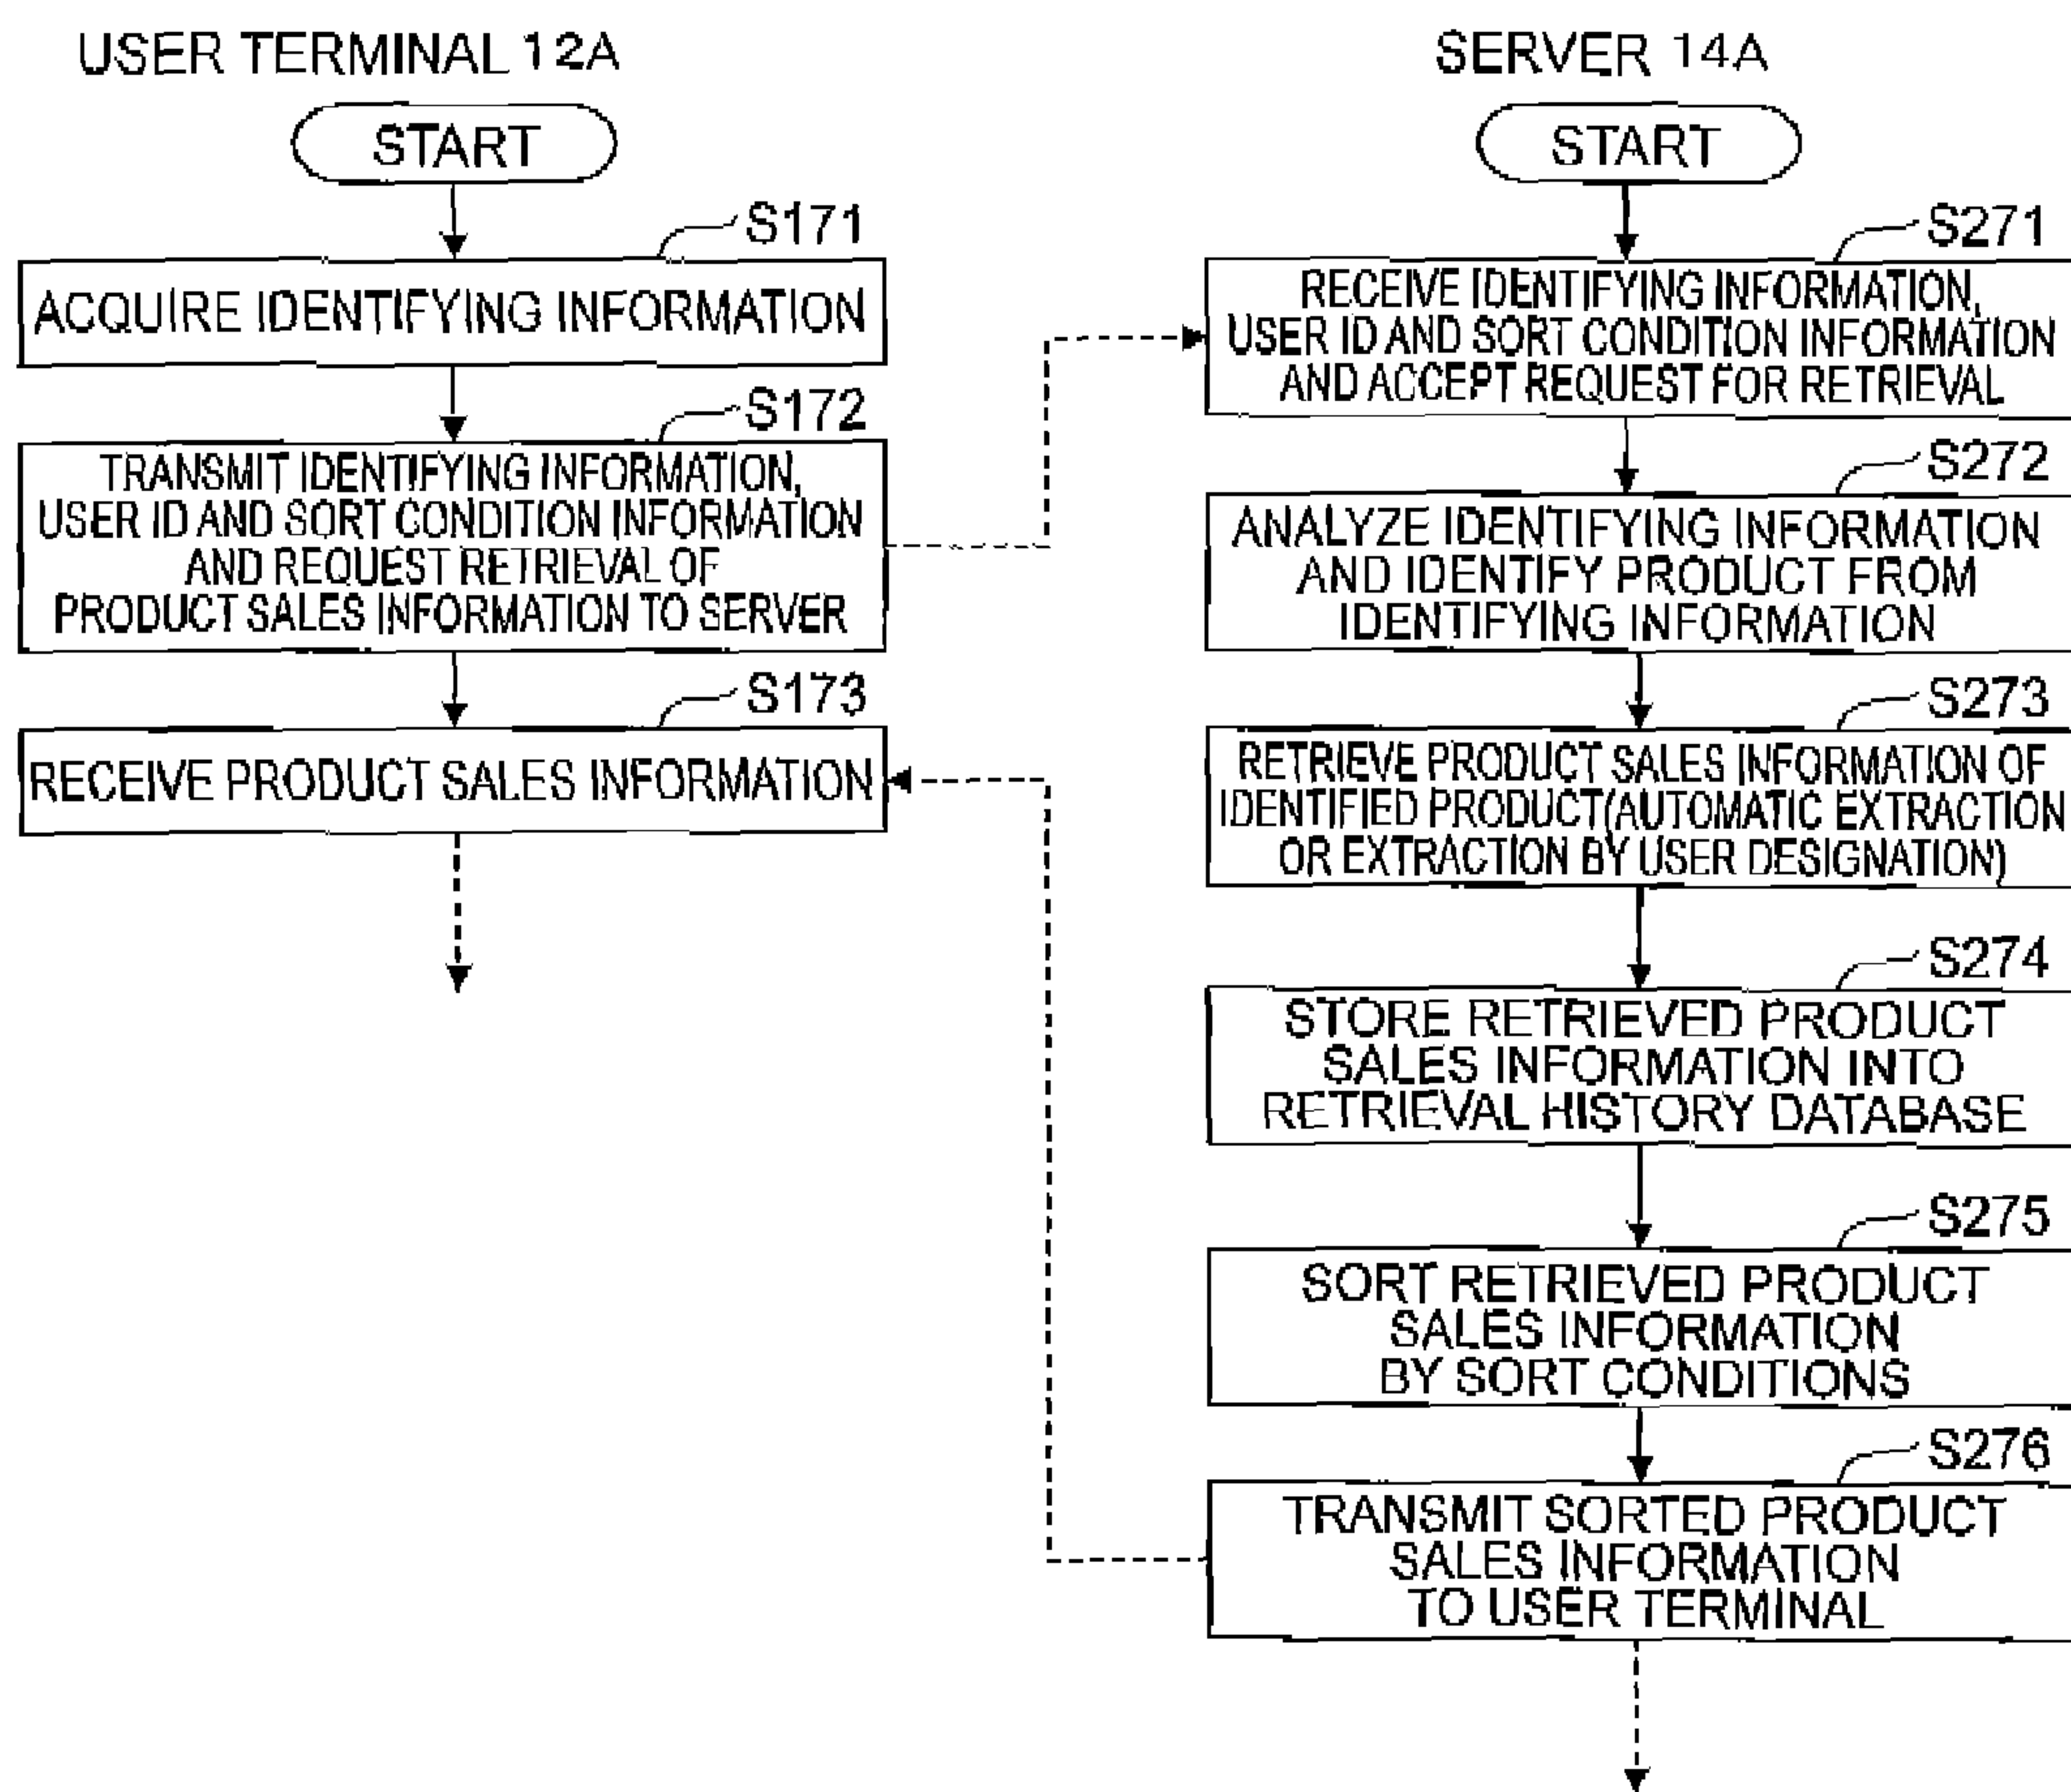 USER TERMINAL 12A
START
S171
ACQUIRE IDENTIFYING INFORMATION
S172
TRANSMIT IDENTIFYING INFORMATION,
USER ID AND SORT CONDITION INFORMATION
AND REQUEST RETRIEVAL OF
PRODUCT SALES INFORMATION TO SERVER
S173
RECEIVE PRODUCT SALES INFORMATION
SERVER 14A
START
S271
RECEIVE IDENTIFYING INFORMATION,
USER ID AND SORT CONDITION INFORMATION
AND ACCEPT REQUEST FOR RETRIEVAL
S272
ANALYZE IDENTIFYING INFORMATION
AND IDENTIFY PRODUCT FROM
IDENTIFYING INFORMATION
S273
RETRIEVE PRODUCT SALES INFORMATION OF
IDENTIFIED PRODUCT(AUTOMATIC EXTRACTION
OR EXTRACTION BY USER DESIGNATION)
S274
STORE RETRIEVED PRODUCT
SALES INFORMATION INTO
RETRIEVAL HISTORY DATABASE
S275
SORT RETRIEVED PRODUCT
SALES INFORMATION
BY SORT CONDITIONS
S276
TRANSMIT SORTED PRODUCT
SALES INFORMATION
TO USER TERMINAL